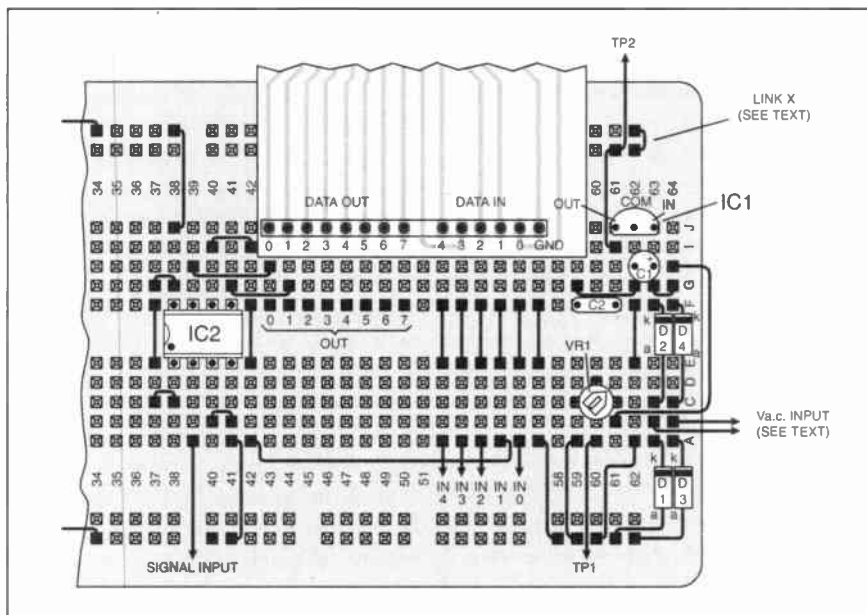 TP2
LINK X
(SEE TEXT)
34 35 36 37 38 39 40 41 42 60 61 62 63 64
DATA OUT DATA IN OUT COM IN IC1
J
0 1 2 3 4 5 6 7 4 3 2 1 0 GND
I
+
C1
G
C2 F
0 1 2 3 4 5 6 7 k k
IC2 D 2 D 4
OUT
VR1 a a
E
D
C
Va.c. INPUT
(SEE TEXT)
A
34 35 36 37 38 40 41 42 43 44 45 46 47 48 49 50 51 IN 4 IN 3 IN 2 IN 1 IN 0 58 59 60 61 62 k k
D 1 D 3
a a
SIGNAL INPUT TP1